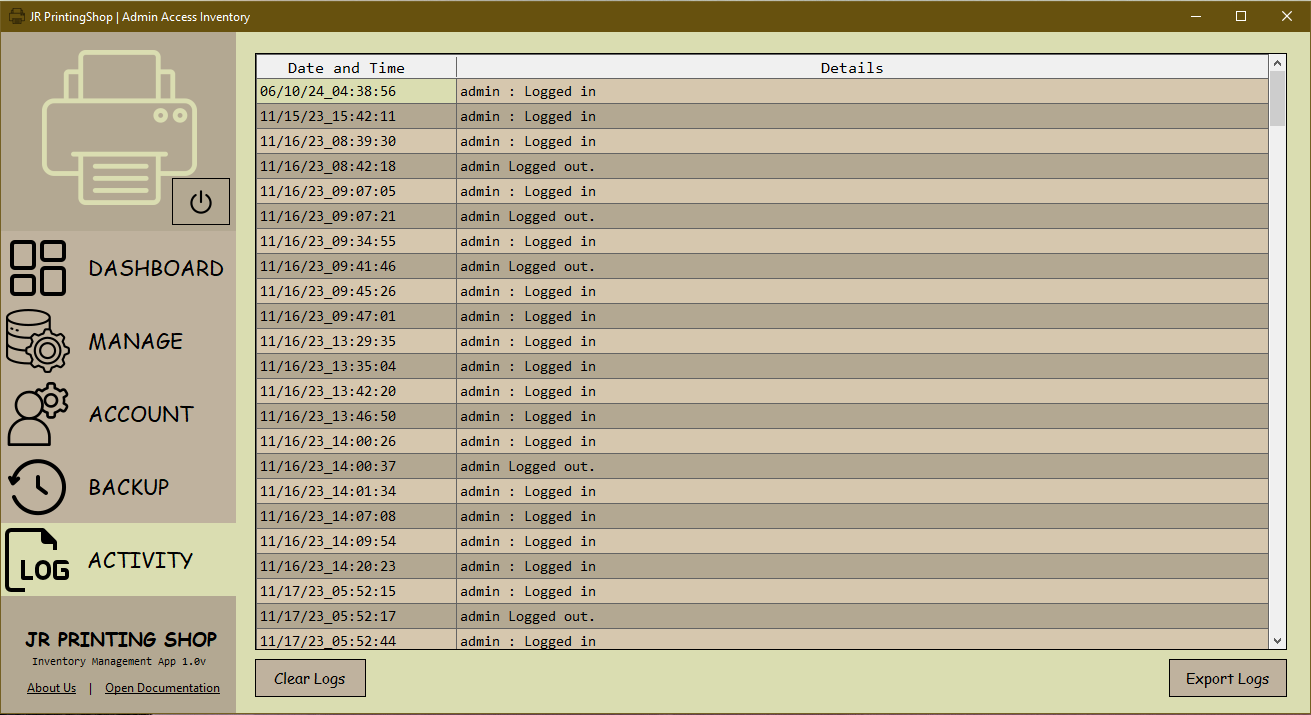 JR PrintingShop | Admin Access Inventory
DASHBOARD
MANAGE
ACCOUNT
BACKUP
LOG ACTIVITY
JR PRINTING SHOP
Inventory Management App 1.0v
About Us | Open Documentation
Date and Time Details
06/10/24_04:38:56 admin : Logged in
11/15/23_15:42:11 admin : Logged in
11/16/23_08:39:30 admin : Logged in
11/16/23_08:42:18 admin Logged out.
11/16/23_09:07:05 admin : Logged in
11/16/23_09:07:21 admin Logged out.
11/16/23_09:34:55 admin : Logged in
11/16/23_09:41:46 admin Logged out.
11/16/23_09:45:26 admin : Logged in
11/16/23_09:47:01 admin : Logged in
11/16/23_13:29:35 admin : Logged in
11/16/23_13:35:04 admin : Logged in
11/16/23_13:42:20 admin : Logged in
11/16/23_13:46:50 admin : Logged in
11/16/23_14:00:26 admin : Logged in
11/16/23_14:00:37 admin Logged out.
11/16/23_14:01:34 admin : Logged in
11/16/23_14:07:08 admin : Logged in
11/16/23_14:09:54 admin : Logged in
11/16/23_14:20:23 admin : Logged in
11/17/23_05:52:15 admin : Logged in
11/17/23_05:52:17 admin Logged out.
11/17/23_05:52:44 admin : Logged in
Clear Logs Export Logs